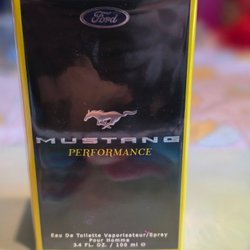 Ford
MUSTANG
PERFORMANCE
Eau De Toilette Vaporisateur/Spray
Pour Homme
3.4 FL. OZ. / 100 ml ℮